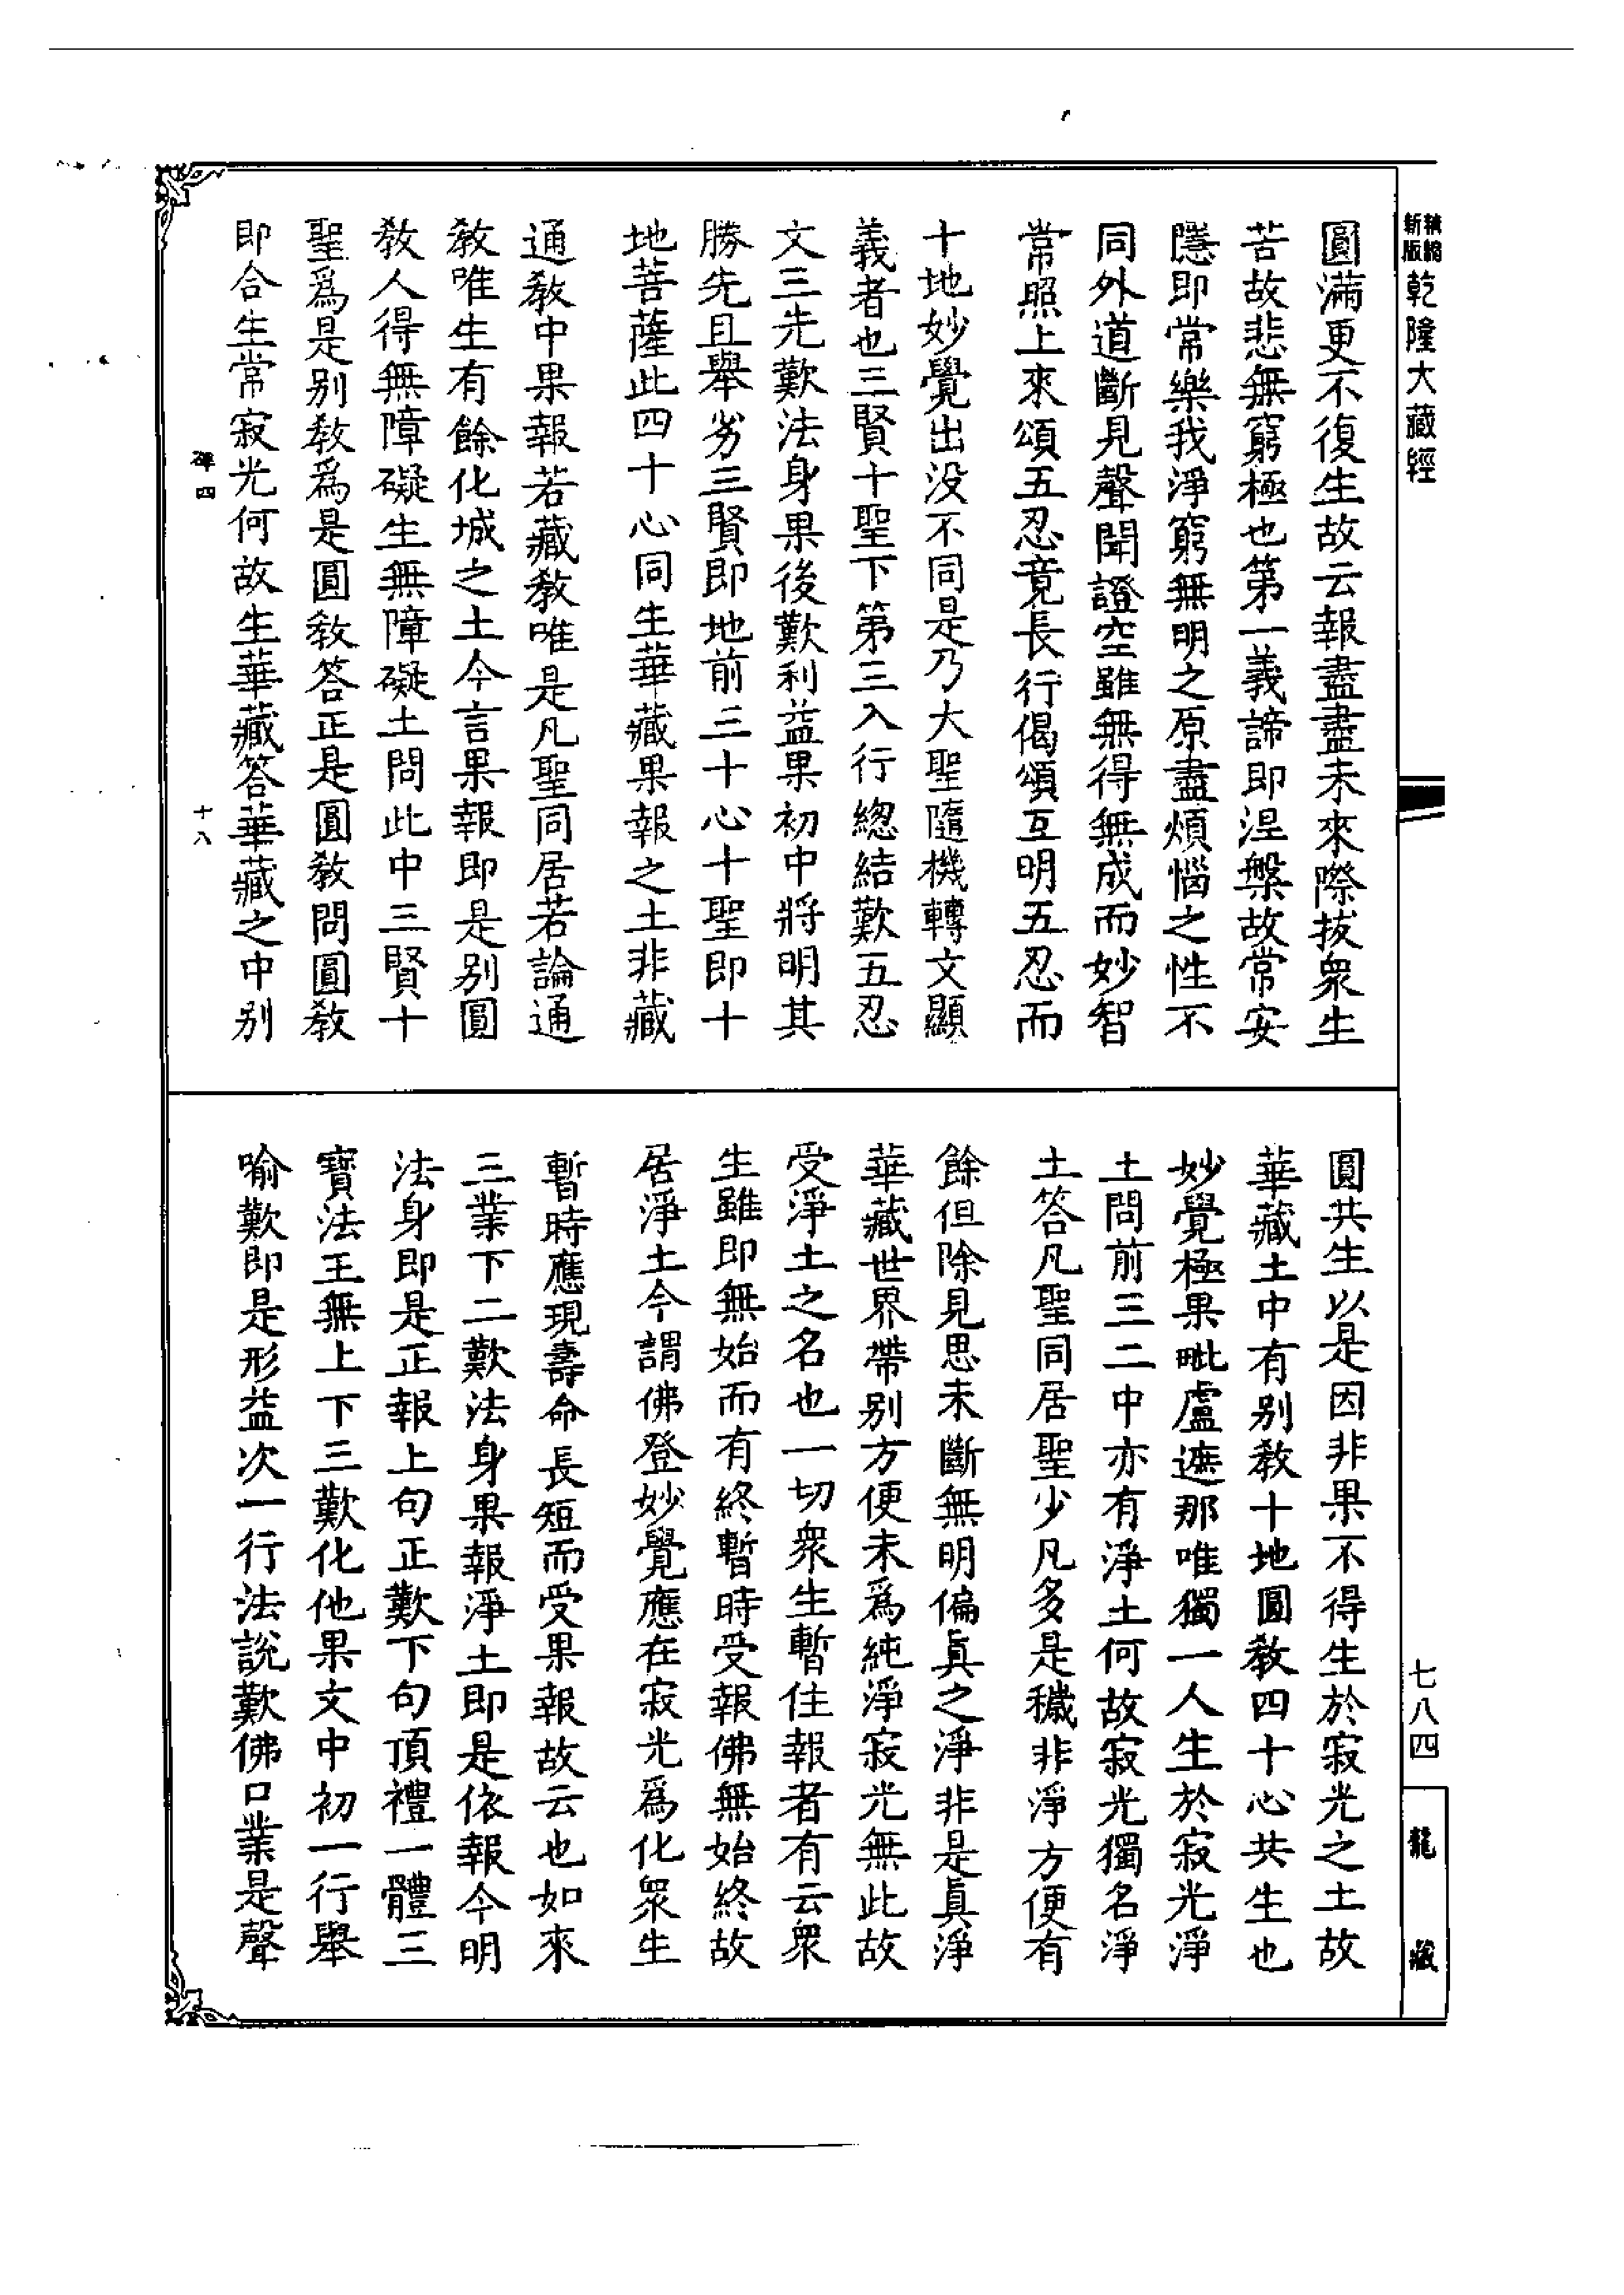 精縮新版 乾隆大藏經
圓滿更不復生故云報盡盡未來際拔衆生
苦故悲無窮極也第一義諦即涅槃故常安
隱即常樂我淨窮無明之原盡煩惱之性不
同外道斷見聲聞證空雖無得無成而妙智
常照上來頌五忍竟長行偈頌互明五忍而
十地妙覺出没不同是乃大聖隨機轉文顯
義者也三賢十聖下第三入行總結歎五忍
文三先歎法身果後歎利益果初中將明其
勝先且舉劣三賢即地前三十心十聖即十
地菩薩此四十心同生華藏果報之土非藏
通教中果報若藏教唯是凡聖同居若論通
教唯生有餘化城之土今言果報即是别圓
教人得無障礙生無障礙土問此中三賢十
聖爲是别教爲是圓教答正是圓教問圓教
即合生常寂光何故生華藏答華藏之中别
碑四 十八
圓共生以是因非果不得生於寂光之土故
華藏土中有别教十地圓教四十心共生也
妙覺極果毗盧遮那唯獨一人生於寂光淨
土問前三二中亦有淨土何故寂光獨名淨
土答凡聖同居聖少凡多是穢非淨方便有
餘但除見思未斷無明偏眞之淨非是眞淨
華藏世界帶别方便未爲純淨寂光無此故
受淨土之名也一切衆生暫住報者有云衆
生雖即無始而有終暫時受報佛無始終故
居淨土今謂佛登妙覺應在寂光爲化衆生
暫時應現壽命長短而受果報故云也如來
三業下二歎法身果報淨土即是依報今明
法身即是正報上句正歎下句頂禮一體三
寶法王無上下三歎化他果文中初一行舉
喻歎即是形益次一行法說歎佛口業是聲
七八四
龍藏